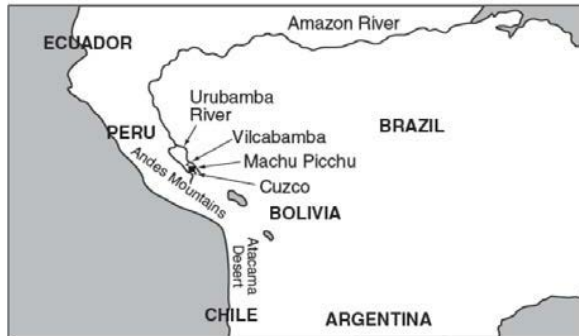 Amazon River
ECUADOR
Urubamba
River
PERU
Vilcabamba
BRAZIL
Machu Picchu
Andes Mountains
Cuzco
BOLIVIA
Atacama
Desert
CHILE
ARGENTINA